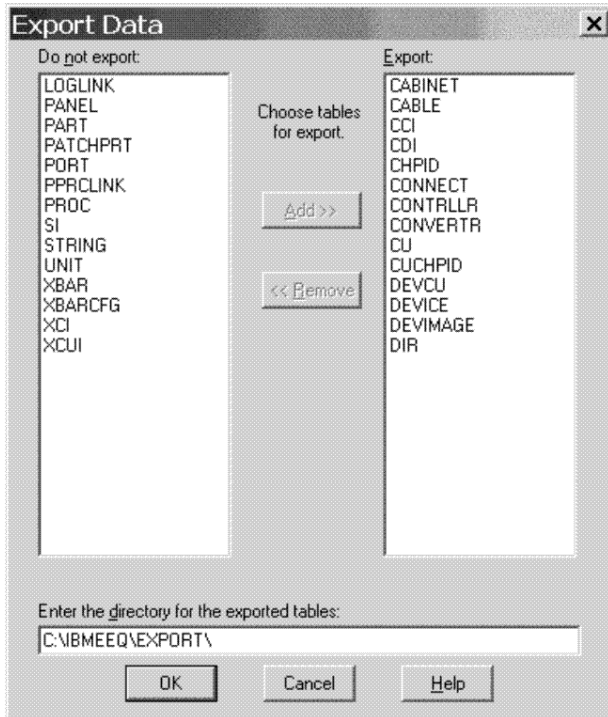 Export Data
Do not export:
LOGLINK
PANEL
PART
PATCHPRT
PORT
PPRCLINK
PROC
SI
STRING
UNIT
XBAR
XBARCFG
XCI
XCUI
Choose tables
for export.
Add >>
<< Remove
Export:
CABINET
CABLE
CCI
CDI
CHPID
CONNECT
CONTRLLR
CONVERTR
CU
CUCHPID
DEVCU
DEVICE
DEVIMAGE
DIR
Enter the directory for the exported tables:
C:\IBMEEQ\EXPORT\
OK
Cancel
Help